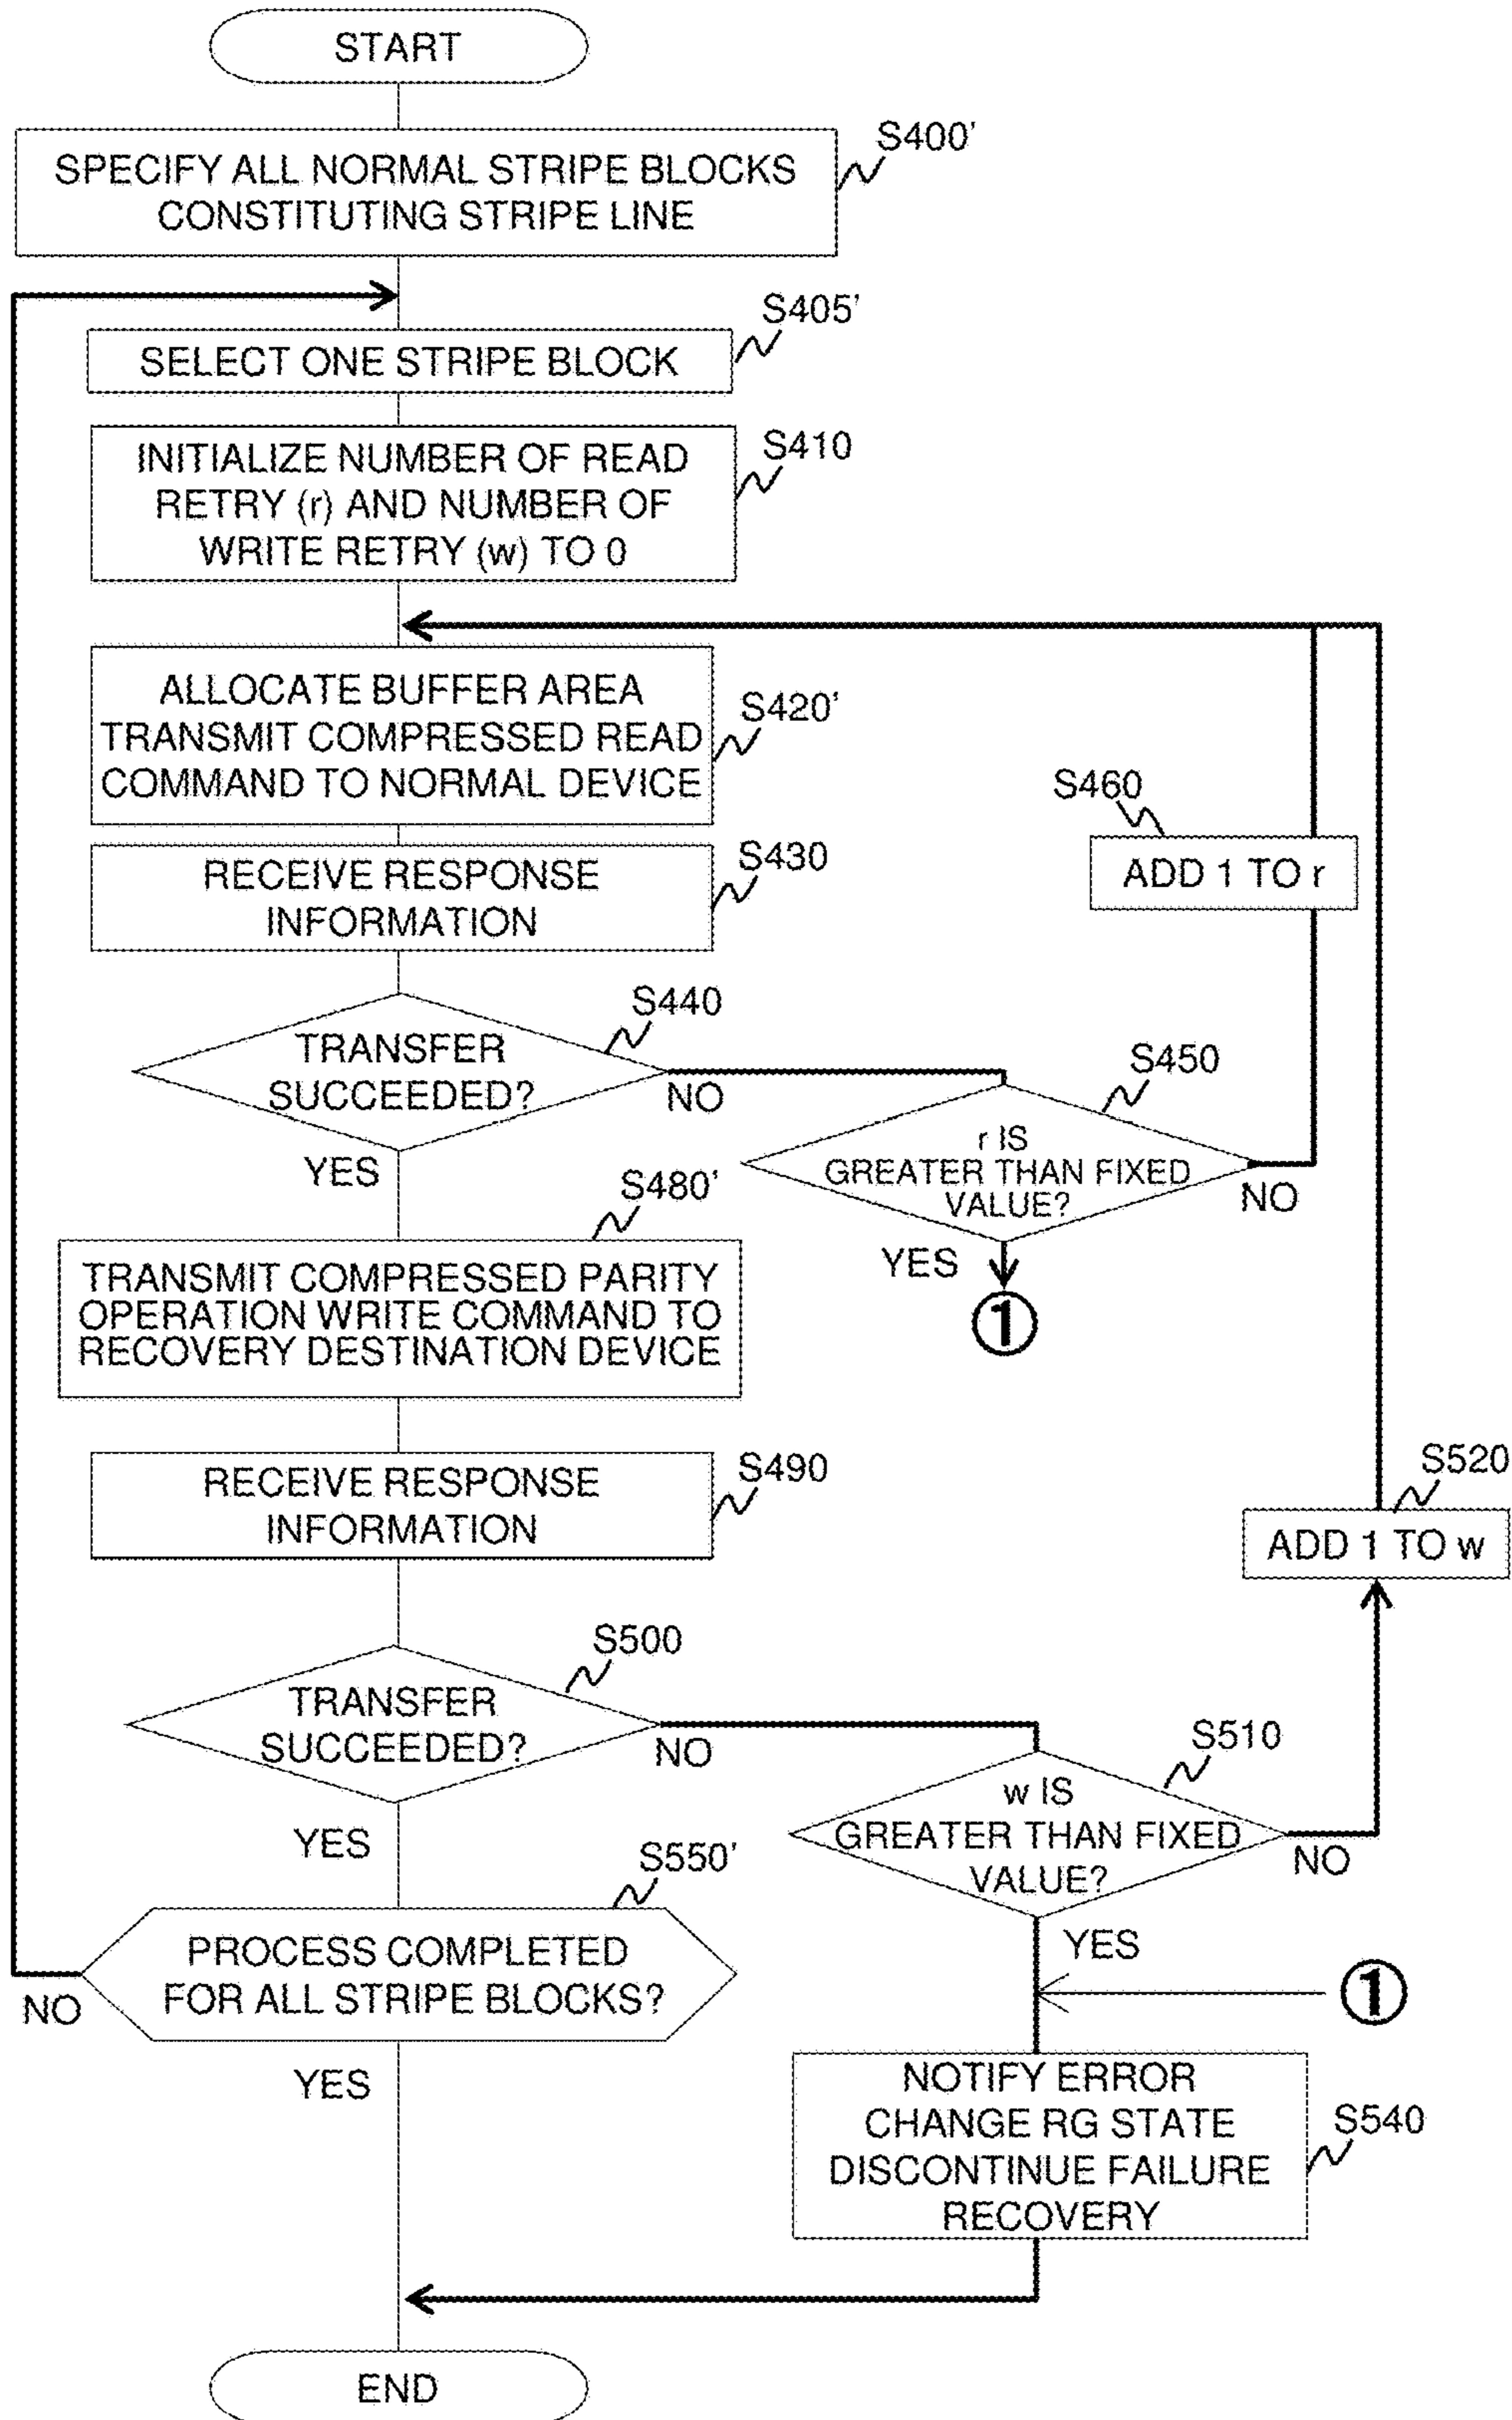 START
S400'
SPECIFY ALL NORMAL STRIPE BLOCKS
CONSTITUTING STRIPE LINE
S405'
SELECT ONE STRIPE BLOCK
S410
INITIALIZE NUMBER OF READ
RETRY (r) AND NUMBER OF
WRITE RETRY (w) TO 0
ALLOCATE BUFFER AREA
TRANSMIT COMPRESSED READ
COMMAND TO NORMAL DEVICE
S420'
S460
ADD 1 TO r
RECEIVE RESPONSE
INFORMATION
S430
S440
TRANSFER
SUCCEEDED?
NO
YES
S450
r IS
GREATER THAN FIXED
VALUE?
NO
YES
①
S480'
TRANSMIT COMPRESSED PARITY
OPERATION WRITE COMMAND TO
RECOVERY DESTINATION DEVICE
RECEIVE RESPONSE
INFORMATION
S490
S520
ADD 1 TO w
S500
TRANSFER
SUCCEEDED?
NO
YES
S510
w IS
GREATER THAN FIXED
VALUE?
NO
YES
S550'
PROCESS COMPLETED
FOR ALL STRIPE BLOCKS?
NO
YES
①
NOTIFY ERROR
CHANGE RG STATE
DISCONTINUE FAILURE
RECOVERY
S540
END